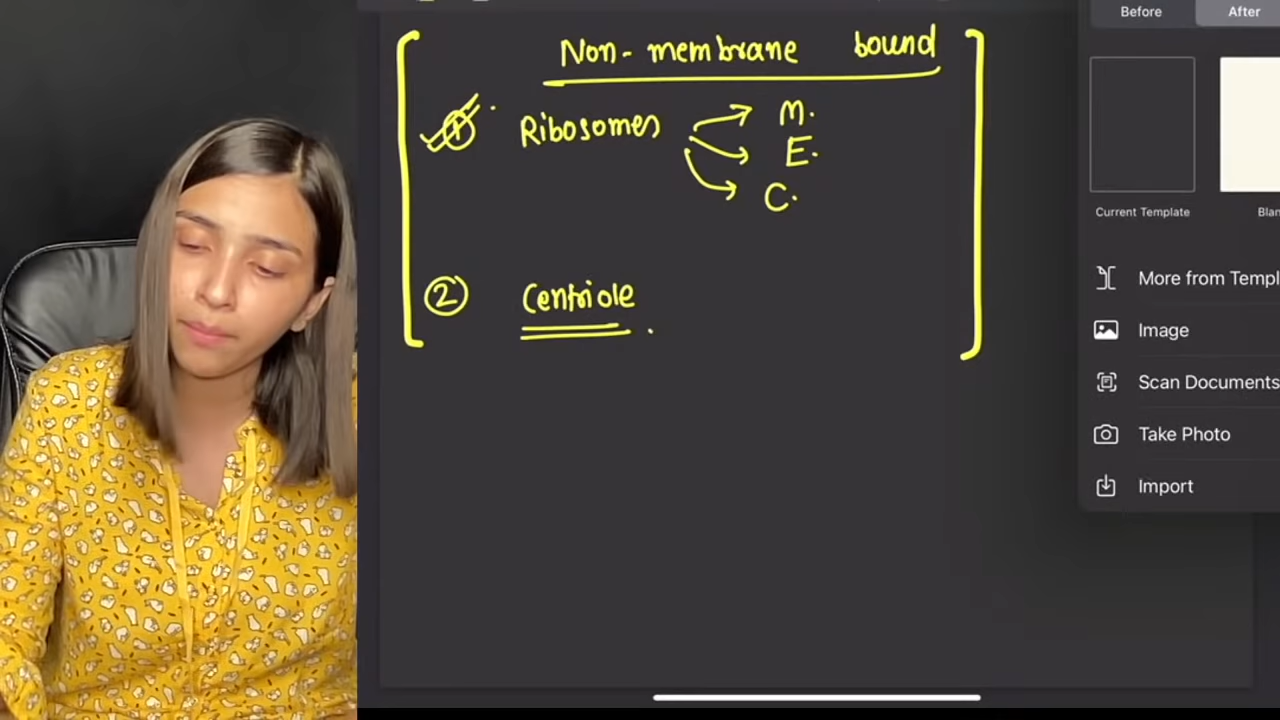 Before After
Non-membrane bound
1 Ribosomes
M.
E.
C.
2 Centriole.
Current Template Blan
More from Templ
Image
Scan Documents
Take Photo
Import